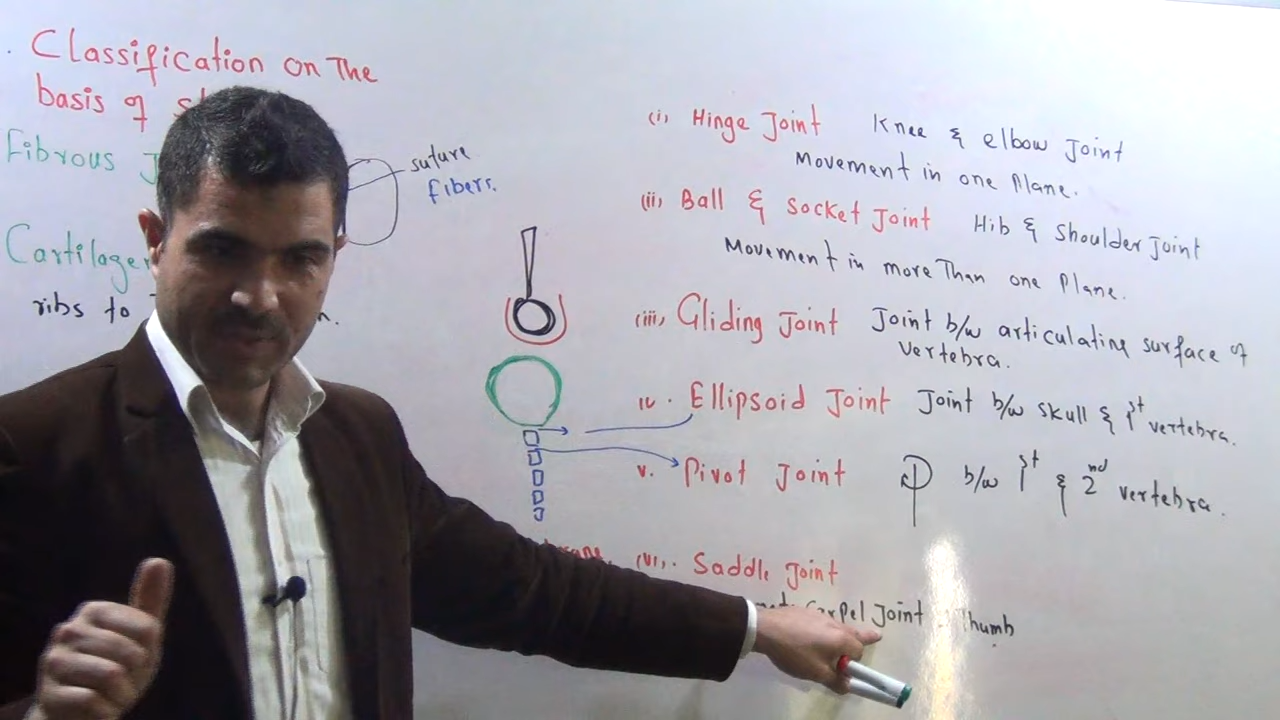 Classification on The
basis of
Fibrous J
suture
fibers.
Cartilage
ribs to
(i) Hinge Joint Knee & elbow Joint
Movement in one Plane.
(ii) Ball & Socket Joint Hib & Shoulder Joint
Movement in more Than one Plane.
(iii) Gliding Joint Joint b/w articulating surface of
vertebra.
iv. Ellipsoid Joint Joint b/w skull & 1st vertebra.
v. Pivot Joint b/w 1st & 2nd vertebra.
(vi). Saddle Joint
Joint Thumb